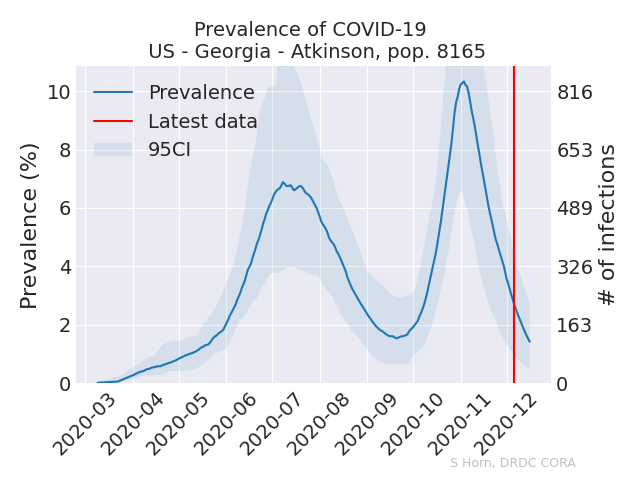 Prevalence of COVID-19
US - Georgia - Atkinson, pop. 8165
Prevalence
Latest data
95CI
Prevalence (%)
10
8
6
4
2
0
816
653
489
326
163
0
# of infections
2020-03
2020-04
2020-05
2020-06
2020-07
2020-08
2020-09
2020-10
2020-11
2020-12
S Horn, DRDC CORA